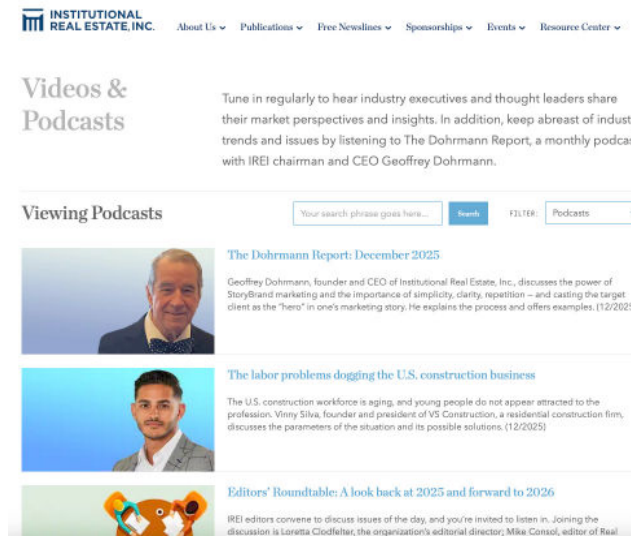 INSTITUTIONAL
REAL ESTATE, INC.
About Us Publications Free Newslines Sponsorships Events Resource Center
Videos &
Podcasts
Tune in regularly to hear industry executives and thought leaders share
their market perspectives and insights. In addition, keep abreast of indust
trends and issues by listening to The Dohrmann Report, a monthly podcas
with IREI chairman and CEO Geoffrey Dohrmann.
Viewing Podcasts
Your search phrase goes here...
Search
FILTER:
Podcasts
The Dohrmann Report: December 2025
Geoffrey Dohrmann, founder and CEO of Institutional Real Estate, Inc., discusses the power of
StoryBrand marketing and the importance of simplicity, clarity, repetition – and casting the target
client as the "hero" in one's marketing story. He explains the process and offers examples. (12/2025
The labor problems dogging the U.S. construction business
The U.S. construction workforce is aging, and young people do not appear attracted to the
profession. Vinny Silva, founder and president of VS Construction, a residential construction firm,
discusses the parameters of the situation and its possible solutions. (12/2025)
Editors' Roundtable: A look back at 2025 and forward to 2026
IREI editors convene to discuss issues of the day, and you're invited to listen in. Joining the
discussion is Loretta Clodfelter, the organization's editorial director; Mike Consol, editor of Real